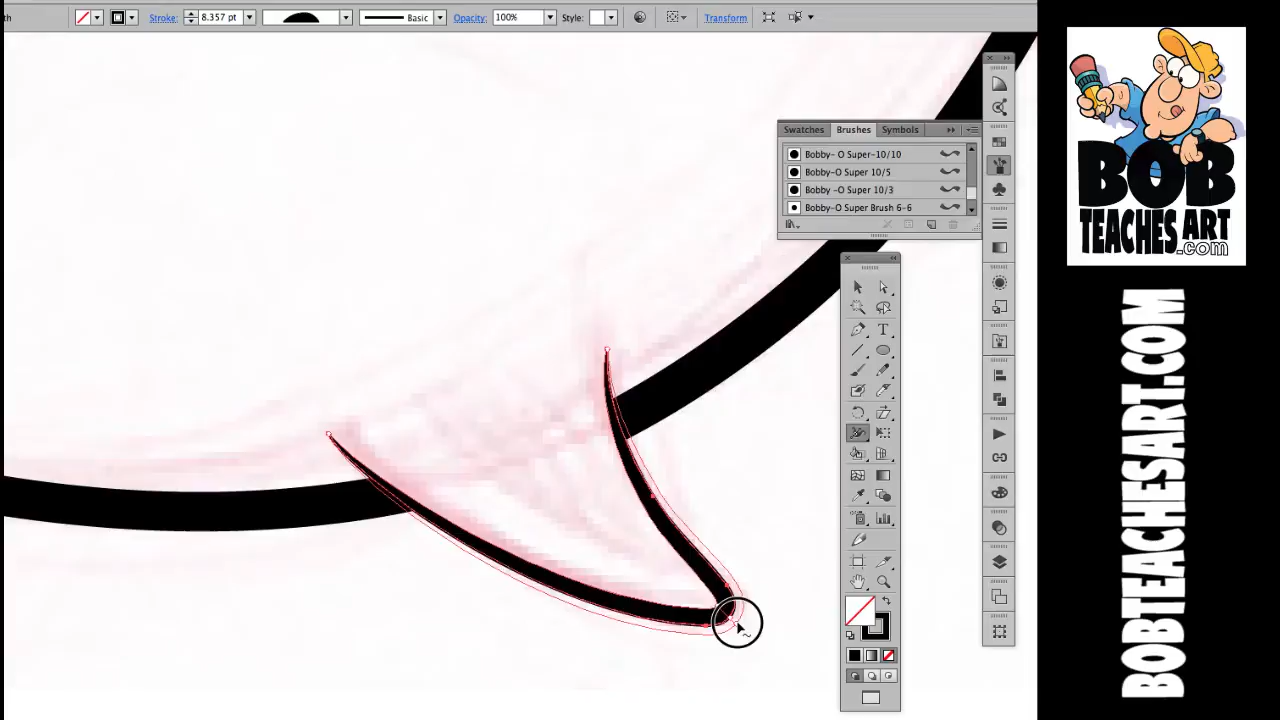 th
Stroke:
8.357 pt
Basic
Opacity:
100%
Style:
Transform
Swatches
Brushes
Symbols
Bobby- O Super-10/10
Bobby-O Super 10/5
Bobby -O Super 10/3
Bobby-O Super Brush 6-6
T
BOB
TEACHES ART
.com
BOBTEACHESART.COM